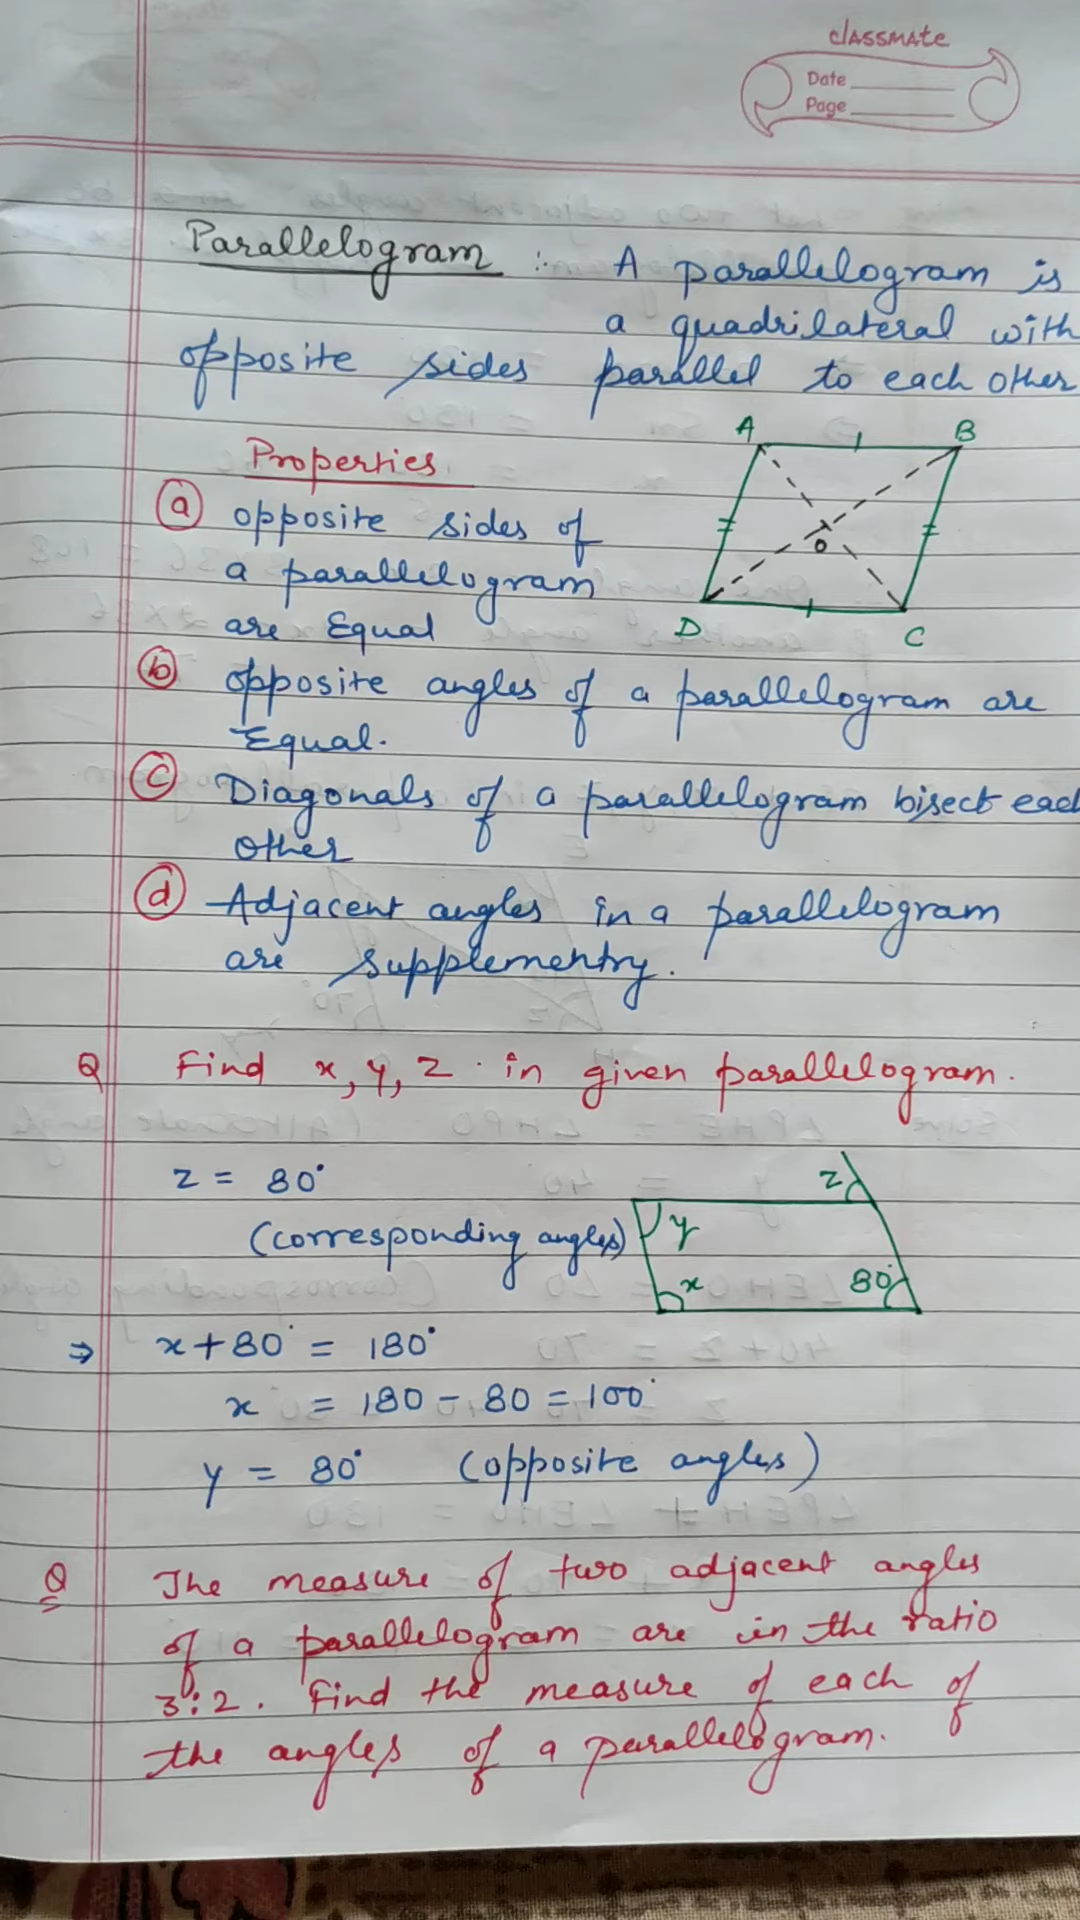 classmate
Date
Page
Parallelogram :- A parallelogram is
a quadrilateral with
opposite sides parallel to each other
Properties
A B
D C
O
(a) opposite sides of
a parallelogram
are Equal
(b) opposite angles of a parallelogram are
Equal.
(c) Diagonals of a parallelogram bisect each
other
(d) Adjacent angles in a parallelogram
are supplementry.
Q Find x, y, z in given parallelogram.
z = 80°
(corresponding angles)
z
y
x 80°
⇒ x + 80° = 180°
x = 180 - 80 = 100°
y = 80° (opposite angles)
Q The measure of two adjacent angles
of a parallelogram are in the ratio
3:2. Find the measure of each of
the angles of a parallelogram.